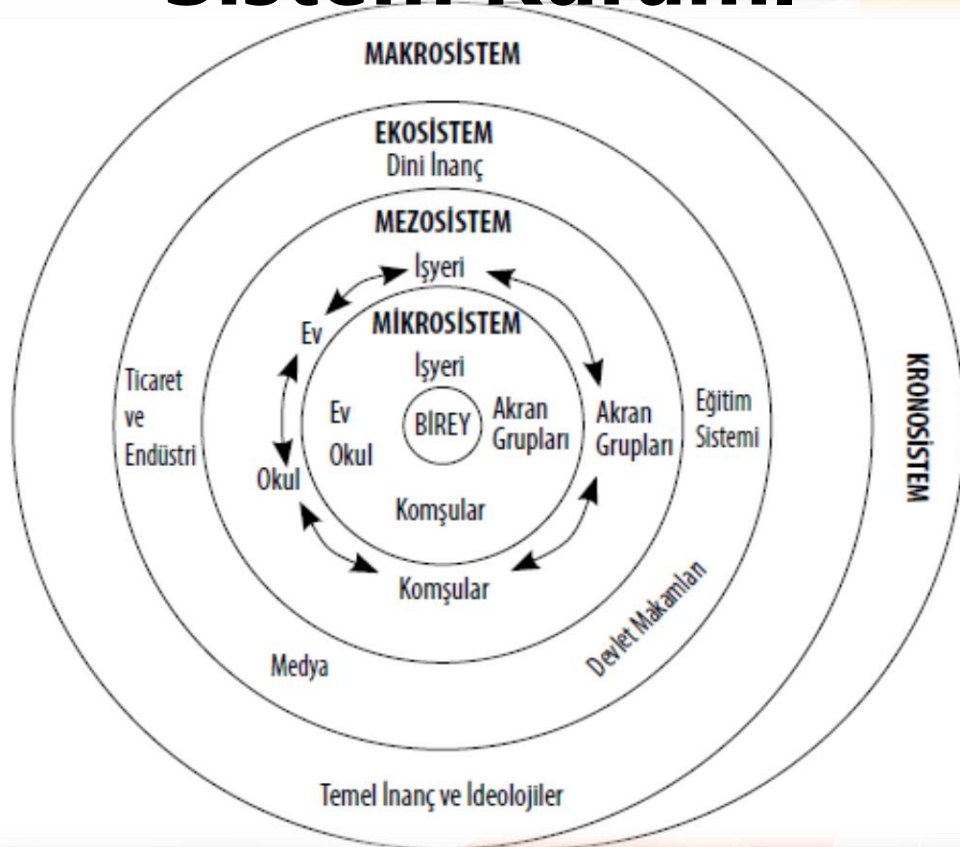 Sistem Kuramı
MAKROSİSTEM
EKOSİSTEM
Dini İnanç
MEZOSİSTEM
İşyeri
Ev
MİKROSİSTEM
İşyeri
Ev
Okul
BİREY
Akran
Grupları
Komşular
Akran
Grupları
Okul
Komşular
Ticaret
ve
Endüstri
Eğitim
Sistemi
Devlet Makamları
Medya
Temel İnanç ve İdeolojiler
KRONOSİSTEM